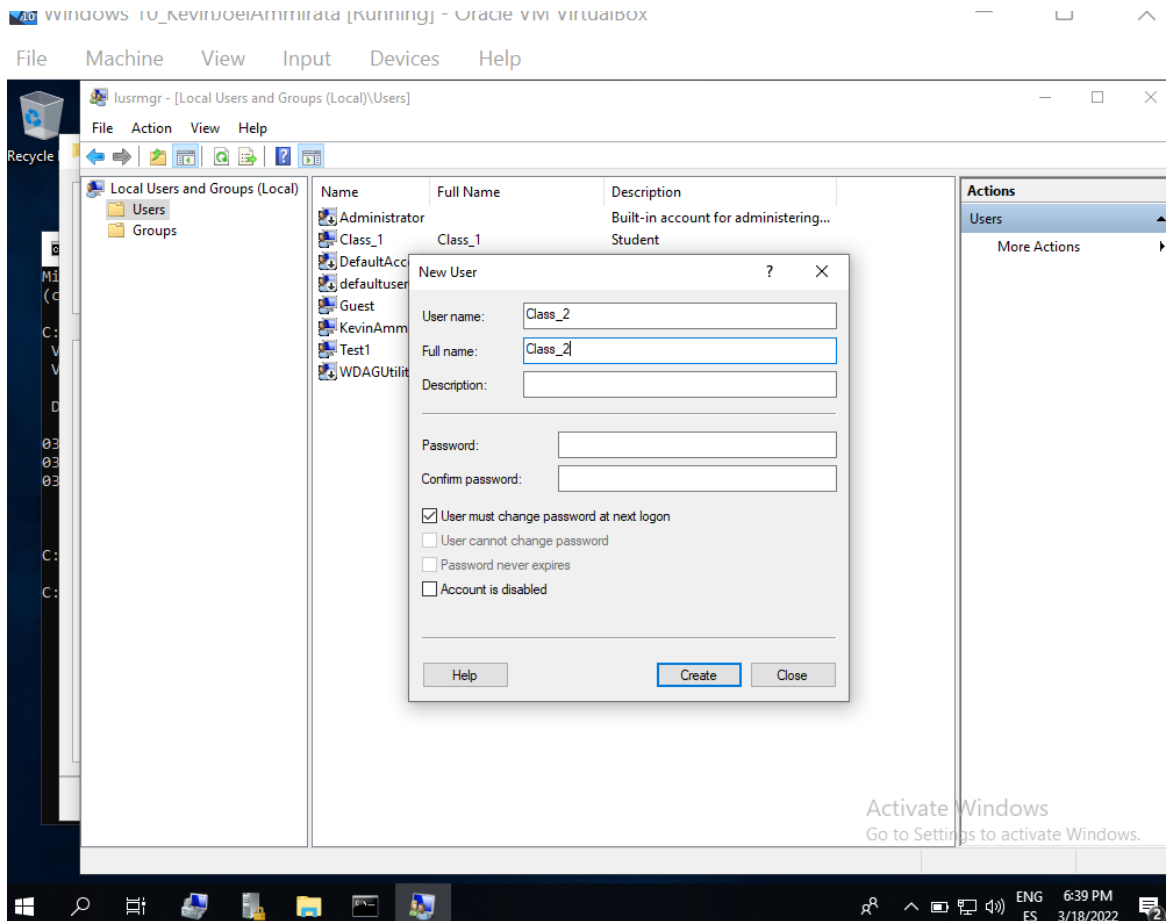 Windows 10_KevinJoelAmmirata [Running] - Oracle VM VirtualBox
File Machine View Input Devices Help
lusrmgr - [Local Users and Groups (Local)\Users]
File Action View Help
Recycle
Local Users and Groups (Local)
Users
Groups
Name Full Name Description
Administrator Built-in account for administering...
Class_1 Class_1 Student
DefaultAcc
defaultuser
Guest
KevinAmm
Test1
WDAGUtilit
Actions
Users
More Actions
New User
?
User name: Class_2
Full name: Class_2
Description:
Password:
Confirm password:
User must change password at next logon
User cannot change password
Password never expires
Account is disabled
Help Create Close
Mi
(c
C:
V
V
D
03
03
03
C:
C:
Activate Windows
Go to Settings to activate Windows.
ENG
ES
6:39 PM
3/18/2022
2